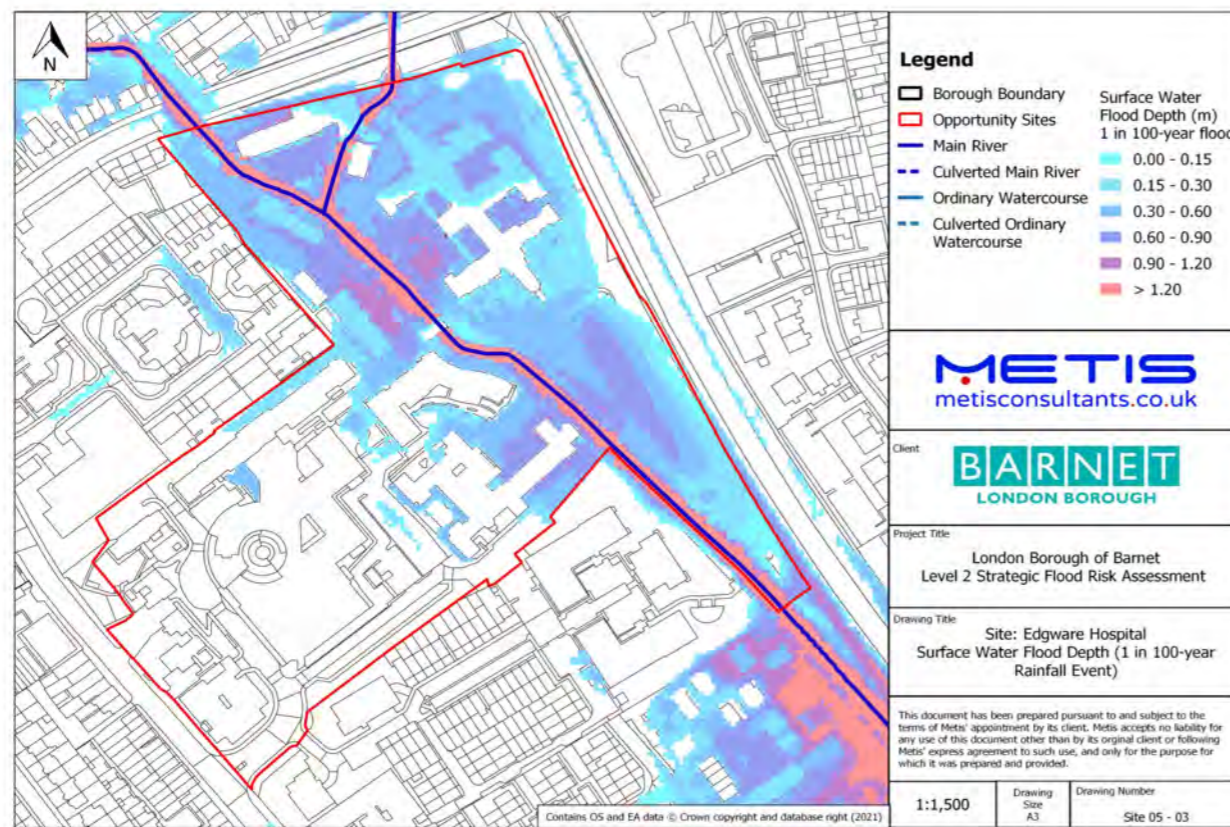 N
Legend
Borough Boundary
Opportunity Sites
Main River
Culverted Main River
Ordinary Watercourse
Culverted Ordinary
Watercourse
Surface Water
Flood Depth (m)
1 in 100-year flood
0.00 - 0.15
0.15 - 0.30
0.30 - 0.60
0.60 - 0.90
0.90 - 1.20
> 1.20
METIS
metisconsultants.co.uk
Client
BARNET
LONDON BOROUGH
Project Title
London Borough of Barnet
Level 2 Strategic Flood Risk Assessment
Drawing Title
Site: Edgware Hospital
Surface Water Flood Depth (1 in 100-year
Rainfall Event)
This document has been prepared pursuant to and subject to the
terms of Metis' appointment by its client. Metis accepts no liability for
any use of this document other than by its orginal client or following
Metis' express agreement to such use, and only for the purpose for
which it was prepared and provided.
1:1,500
Drawing
Size
A3
Drawing Number
Site 05 - 03
Contains OS and EA data © Crown copyright and database right (2021)